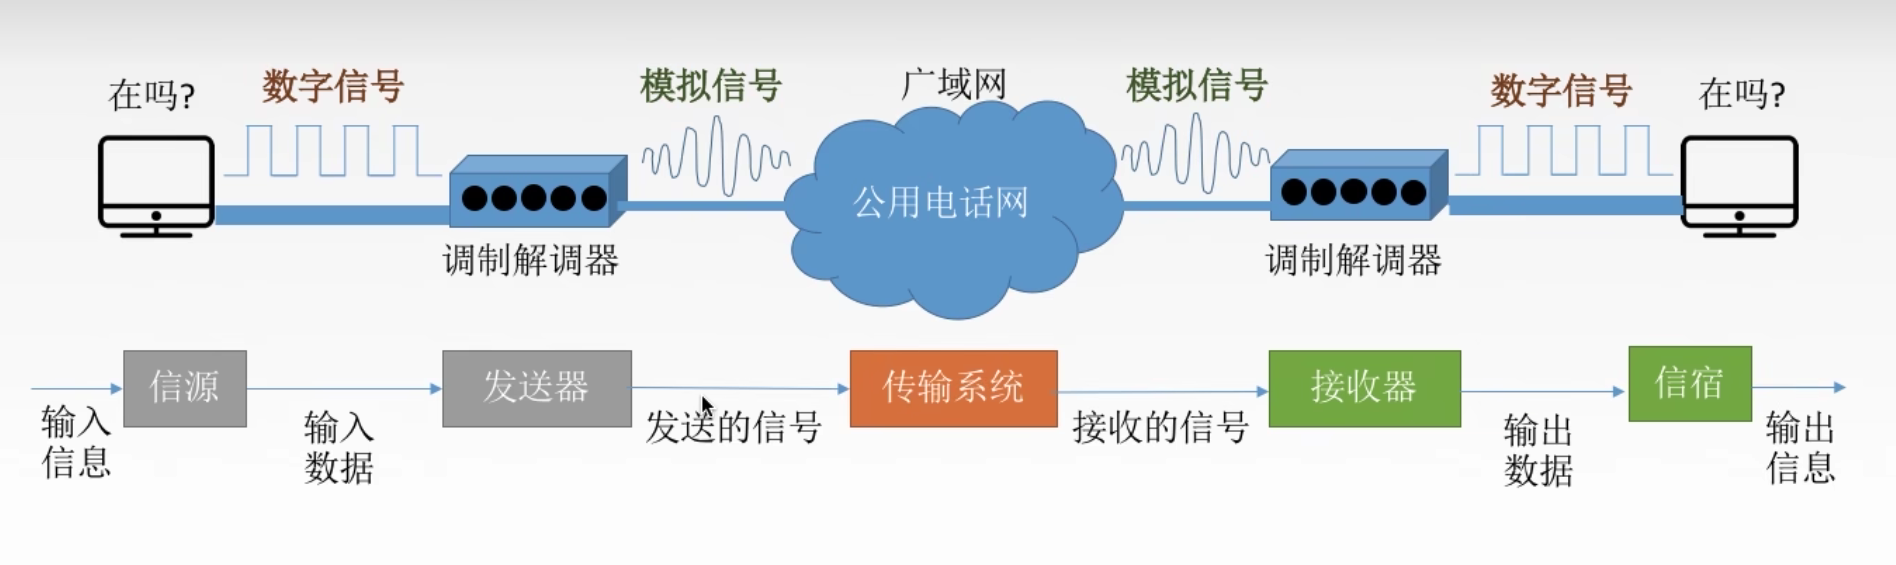 在吗?
数字信号
模拟信号
广域网
模拟信号
数字信号
在吗?
公用电话网
调制解调器
调制解调器
信源
发送器
传输系统
接收器
信宿
输入
信息
输入
数据
发送的信号
接收的信号
输出
数据
输出
信息